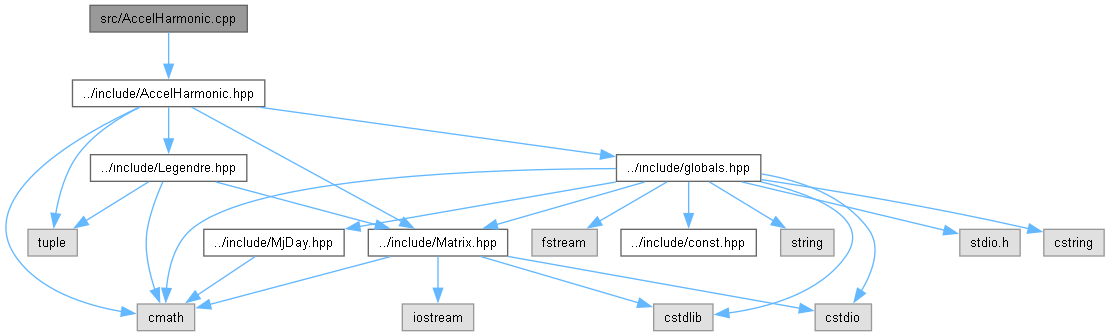 src/AccelHarmonic.cpp
../include/AccelHarmonic.hpp
../include/Legendre.hpp
../include/globals.hpp
tuple
../include/MjDay.hpp
../include/Matrix.hpp
fstream
../include/const.hpp
string
stdio.h
cstring
cmath
iostream
cstdlib
cstdio